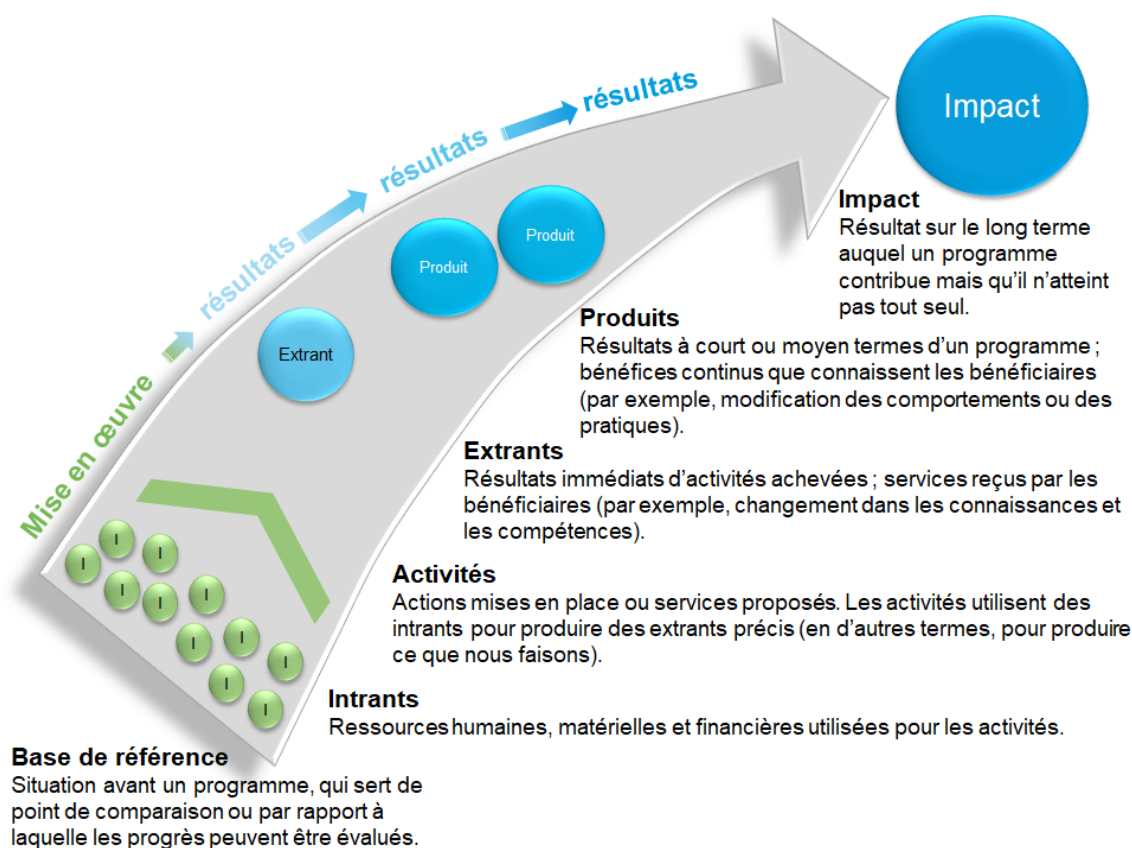 Mise en œuvre
résultats
résultats
résultats
Impact
Produit
Produit
Extrant
I
I
I
I
I
I
I
I
I
I
I
I
Impact
Résultat sur le long terme
auquel un programme
contribue mais qu'il n’atteint
pas tout seul.
Produits
Résultats à court ou moyen termes d’un programme ;
bénéfices continus que connaissent les bénéficiaires
(par exemple, modification des comportements ou des
pratiques).
Extrants
Résultats immédiats d’activités achevées ; services reçus par les
bénéficiaires (par exemple, changement dans les connaissances et
les compétences).
Activités
Actions mises en place ou services proposés. Les activités utilisent des
intrants pour produire des extrants précis (en d’autres termes, pour produire
ce que nous faisons).
Intrants
Ressources humaines, matérielles et financières utilisées pour les activités.
Base de référence
Situation avant un programme, qui sert de
point de comparaison ou par rapport à
laquelle les progrès peuvent être évalués.